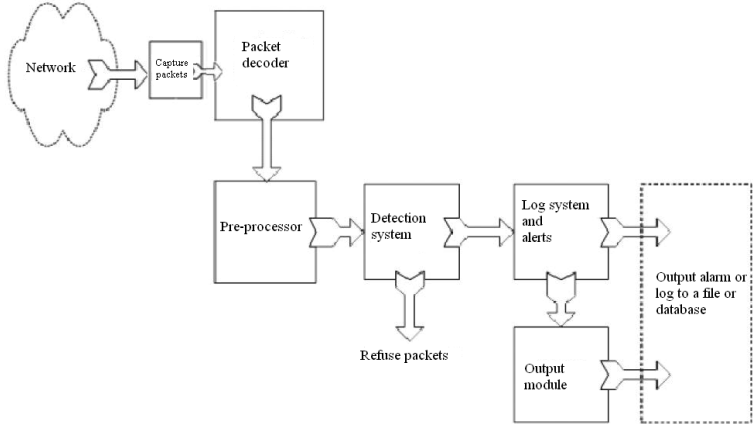 Network
Capture
packets
Packet
decoder
Pre-processor
Detection
system
Log system
and
alerts
Output alarm or
log to a file or
database
Refuse packets
Output
module